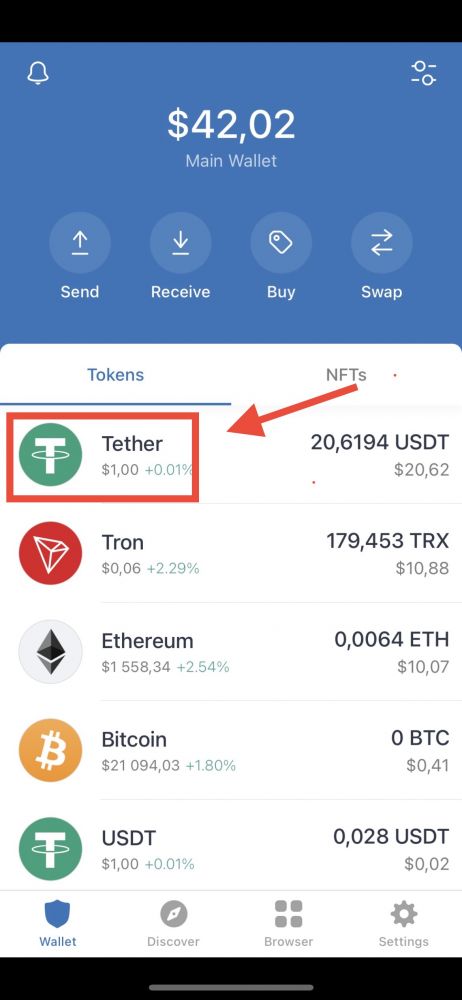 $42,02
Main Wallet
Send Receive Buy Swap
Tokens NFTs
Tether 20,6194 USDT
$1,00 +0.01% $20,62
Tron 179,453 TRX
$0,06 +2.29% $10,88
Ethereum 0,0064 ETH
$1 558,34 +2.54% $10,07
Bitcoin 0 BTC
$21 094,03 +1.80% $0,41
USDT 0,028 USDT
$1,00 +0.01% $0,02
Wallet Discover Browser Settings